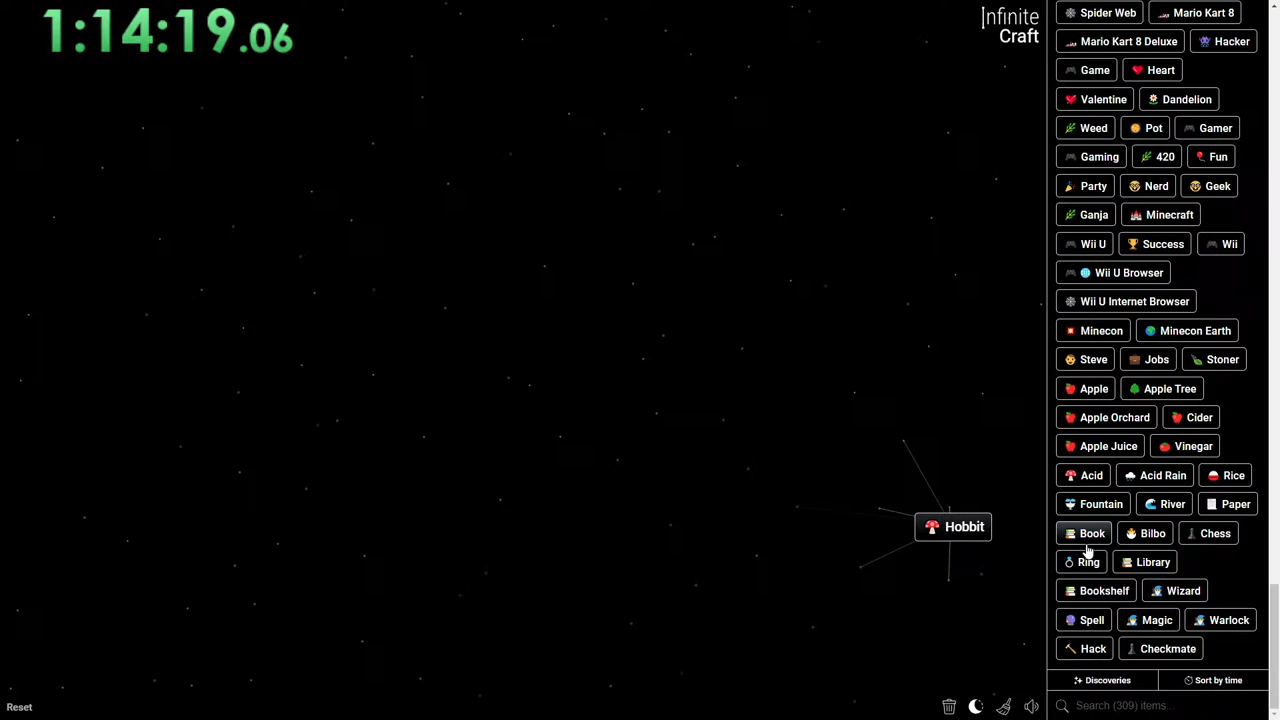 1:14:19.06
Infinite
Craft
Hobbit
Reset
Spider Web Mario Kart 8
Mario Kart 8 Deluxe Hacker
Game Heart
Valentine Dandelion
Weed Pot Gamer
Gaming 420 Fun
Party Nerd Geek
Ganja Minecraft
Wii U Success Wii
Wii U Browser
Wii U Internet Browser
Minecon Minecon Earth
Steve Jobs Stoner
Apple Apple Tree
Apple Orchard Cider
Apple Juice Vinegar
Acid Acid Rain Rice
Fountain River Paper
Book Bilbo Chess
Ring Library
Bookshelf Wizard
Spell Magic Warlock
Hack Checkmate
Discoveries Sort by time
Search (309) items...